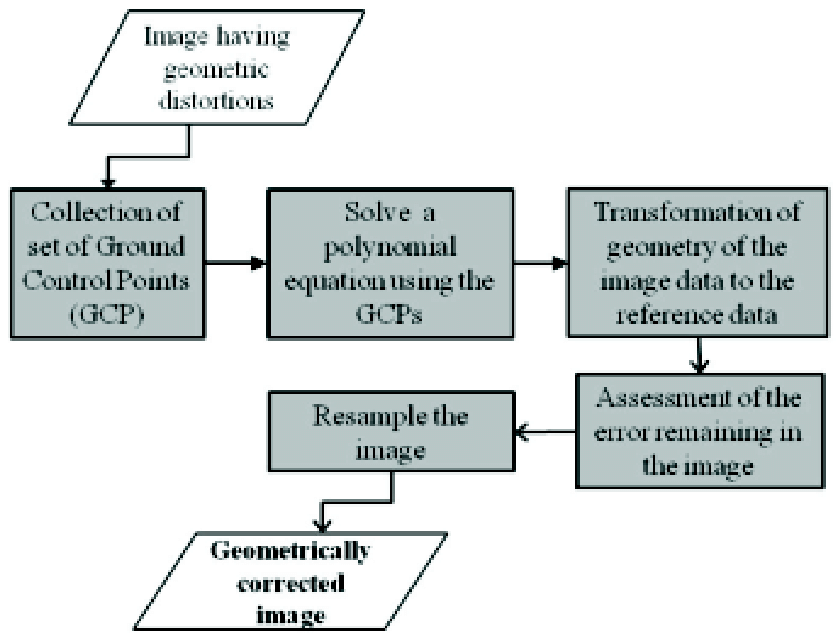 Image having
geometric
distortions
Collection of
set of Ground
Control Points
(GCP)
Solve a
polynomial
equation using the
GCPs
Transformation of
geometry of the
image data to the
reference data
Assessment of the
error remaining in
the image
Resample the
image
Geometrically
corrected
image